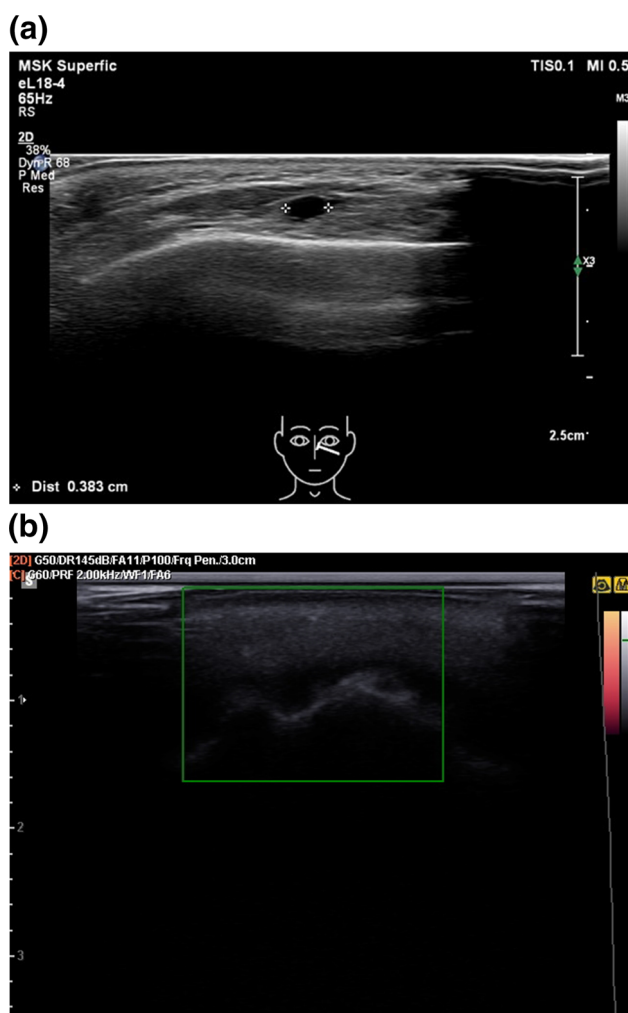 (a)
MSK Superfic
TIS0.1 MI 0.5
eL18-4
65Hz
RS
M3
2D
38%
Dyn R 68
P Med
Res
X3
2.5cm
Dist 0.383 cm
(b)
[2D] G50/DR145dB/FA11/P100/Frq Pen./3.0cm
[C] G60/PRF 2.00kHz/WF1/FA6
S
M
1
2
3